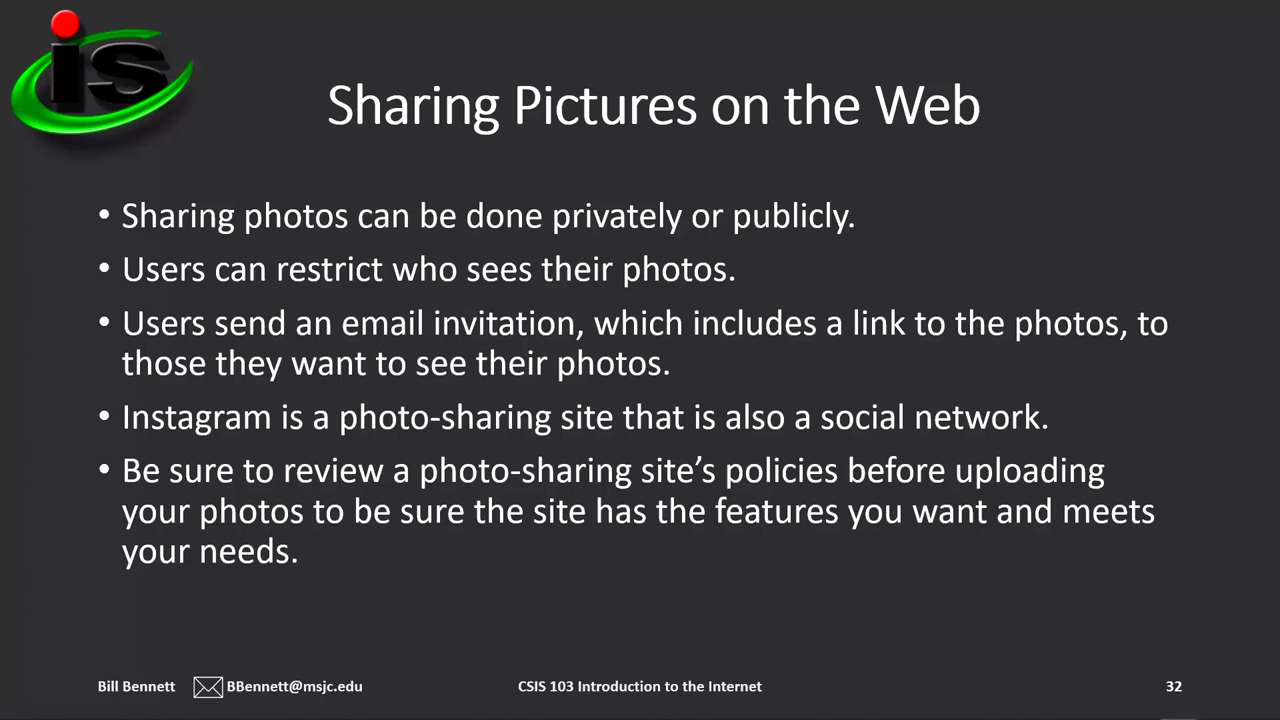 is
Sharing Pictures on the Web
• Sharing photos can be done privately or publicly.
• Users can restrict who sees their photos.
• Users send an email invitation, which includes a link to the photos, to
those they want to see their photos.
• Instagram is a photo-sharing site that is also a social network.
• Be sure to review a photo-sharing site’s policies before uploading
your photos to be sure the site has the features you want and meets
your needs.
Bill Bennett BBennett@msjc.edu CSIS 103 Introduction to the Internet 32